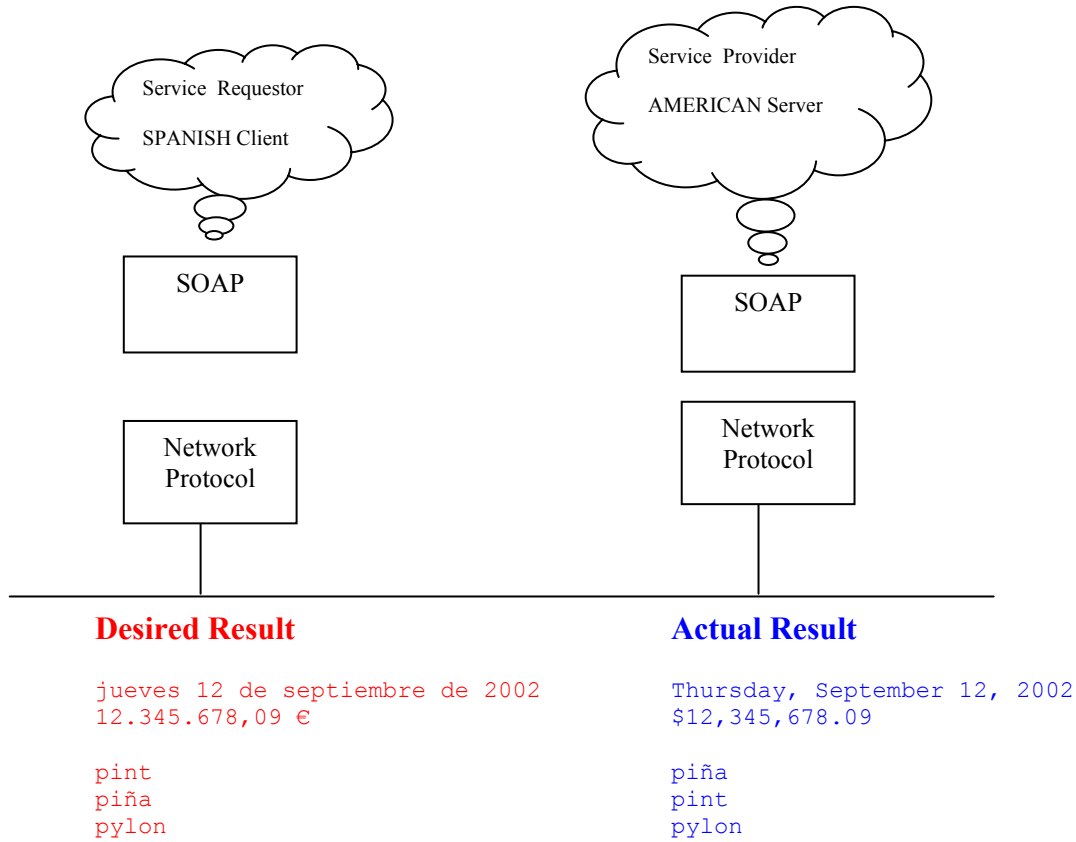 Service Requestor
SPANISH Client
SOAP
Network
Protocol
Service Provider
AMERICAN Server
SOAP
Network
Protocol
Desired Result
jueves 12 de septiembre de 2002
12.345.678,09 €
pint
piña
pylon
Actual Result
Thursday, September 12, 2002
$12,345,678.09
piña
pint
pylon